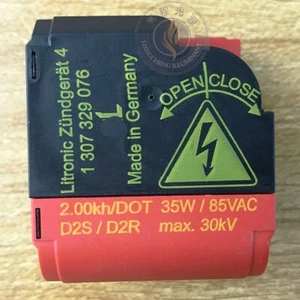 Litronic Zündgerät 4
1 307 329 076
L
Made in Germany
OPEN CLOSE
2.00kh/DOT 35W / 85VAC
D2S / D2R max. 30kV